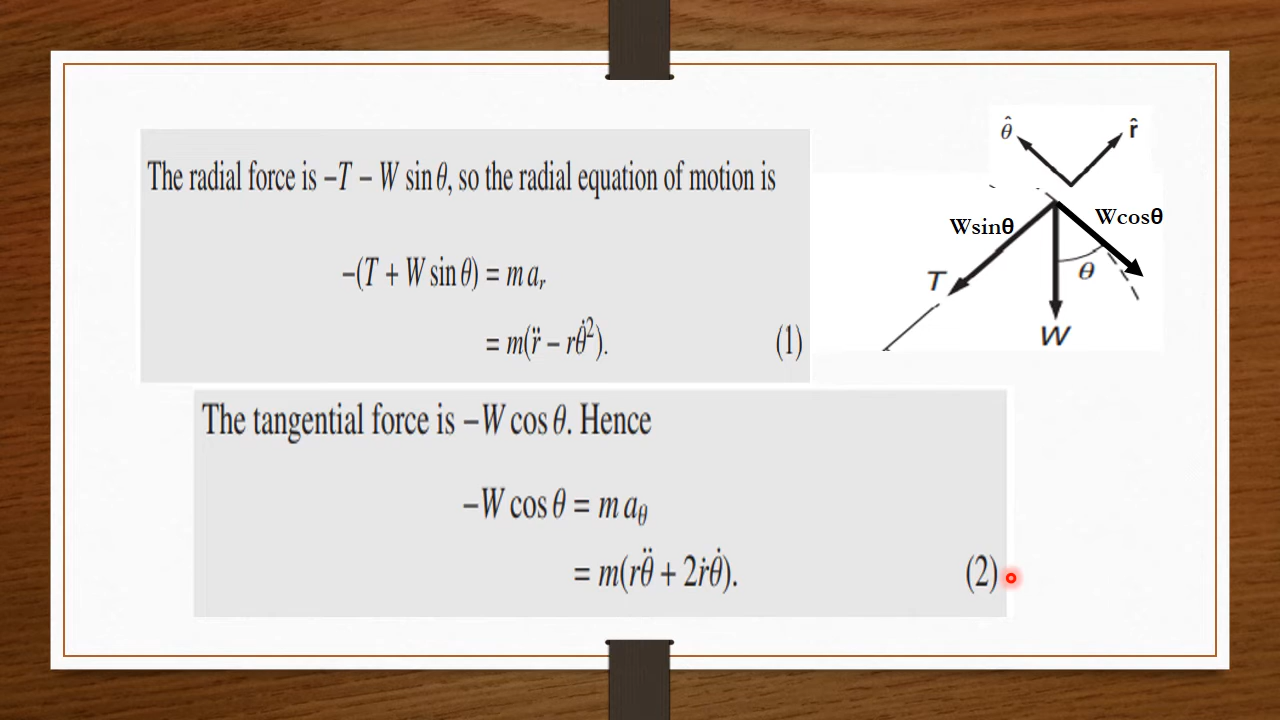 The radial force is –T – W sin θ, so the radial equation of motion is
–(T + W sin θ) = m aᵣ
= m(r̈ – rθ̇²). (1)
θ̂
r̂
Wsinθ
Wcosθ
T
θ
W
The tangential force is –W cos θ. Hence
–W cos θ = m a_θ
= m(rθ̈ + 2ṙθ̇). (2)